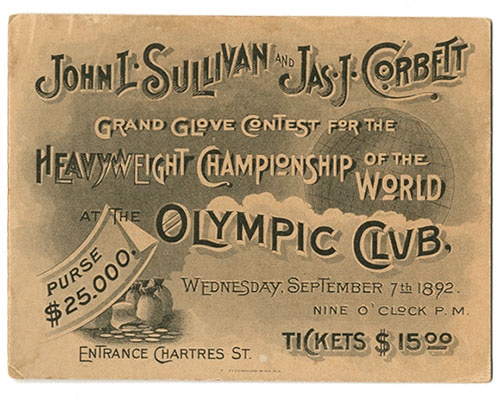 JOHN L. SULLIVAN AND JAS. J. CORBETT
GRAND GLOVE CONTEST FOR THE
HEAVYWEIGHT CHAMPIONSHIP OF THE WORLD
AT THE OLYMPIC CLUB,
PURSE
$25.000.
WEDNESDAY, SEPTEMBER 7th 1892.
NINE O'CLOCK P.M.
TICKETS $15 00
ENTRANCE CHARTRES ST.